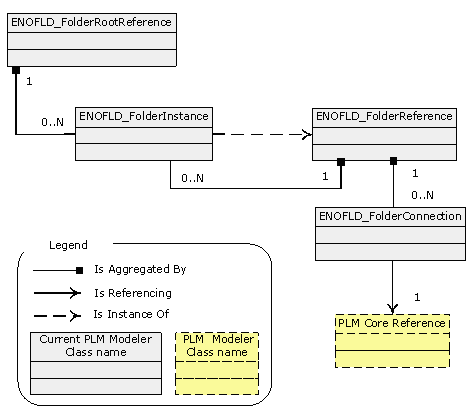 ENOFLD_FolderRootReference
1
0..N
ENOFLD_FolderInstance
ENOFLD_FolderReference
0..N
1
1
0..N
ENOFLD_FolderConnection
1
PLM Core Reference
Legend
Is Aggregated By
Is Referencing
Is Instance Of
Current PLM Modeler
Class name
PLM Modeler
Class name